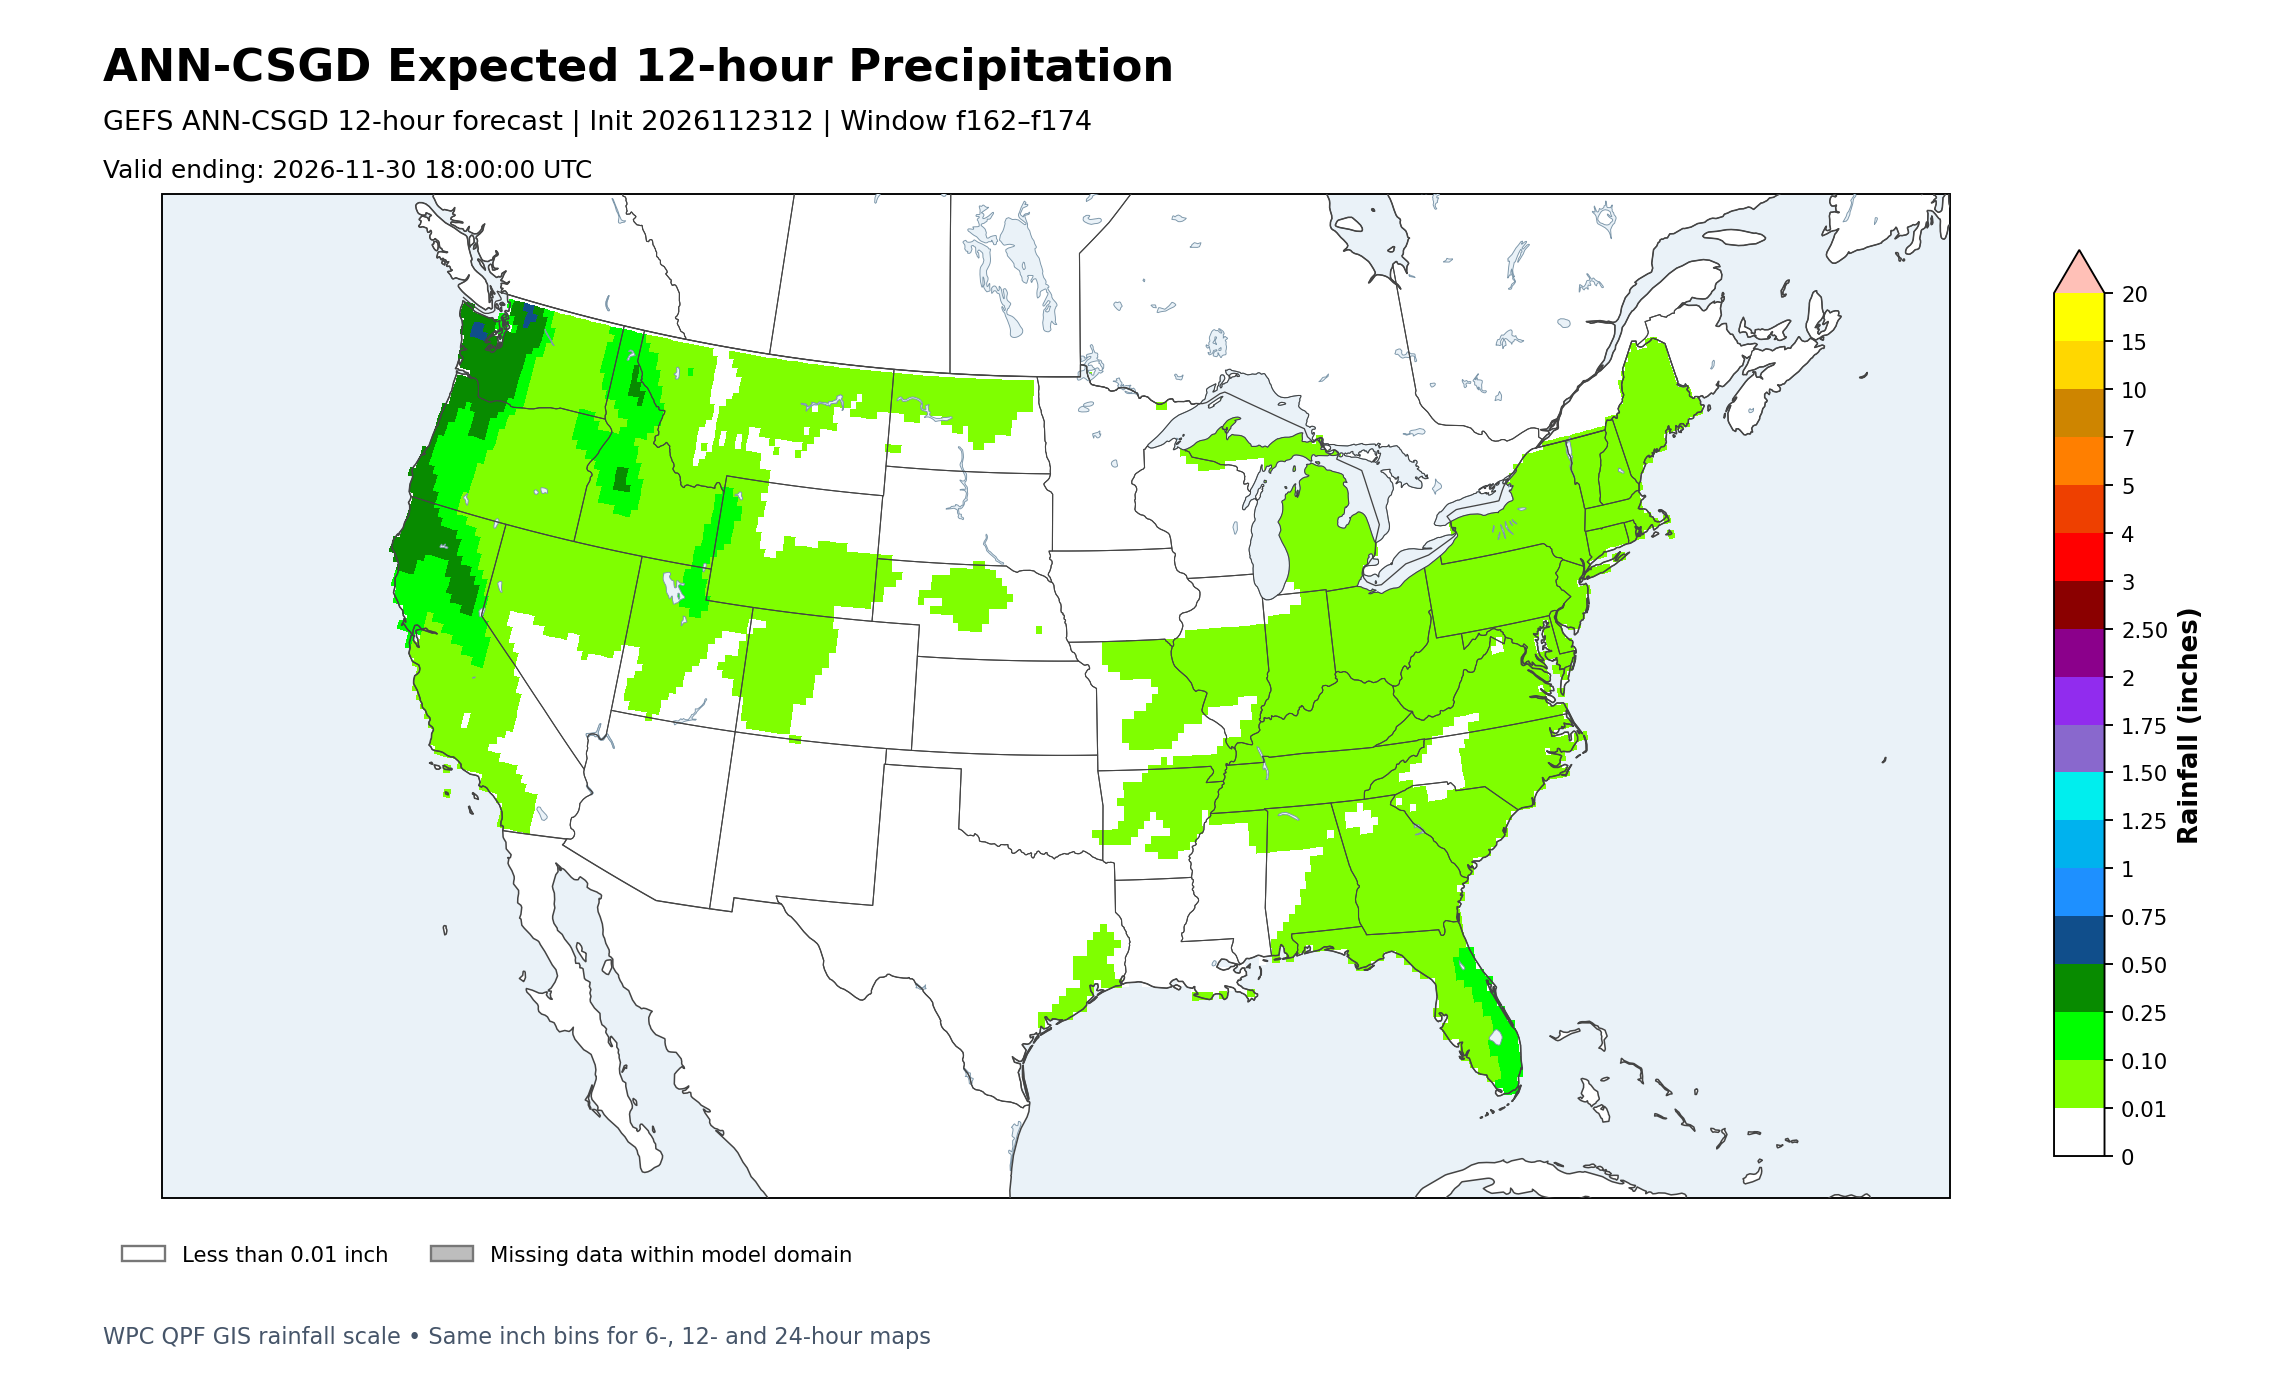 ANN-CSGD Expected 12-hour Precipitation
GEFS ANN-CSGD 12-hour forecast | Init 2026112312 | Window f162–f174
Valid ending: 2026-11-30 18:00:00 UTC
20
15
10
7
5
4
3
2.50
2
1.75
1.50
1.25
1
0.75
0.50
0.25
0.10
0.01
0
Rainfall (inches)
Less than 0.01 inch
Missing data within model domain
WPC QPF GIS rainfall scale • Same inch bins for 6-, 12- and 24-hour maps